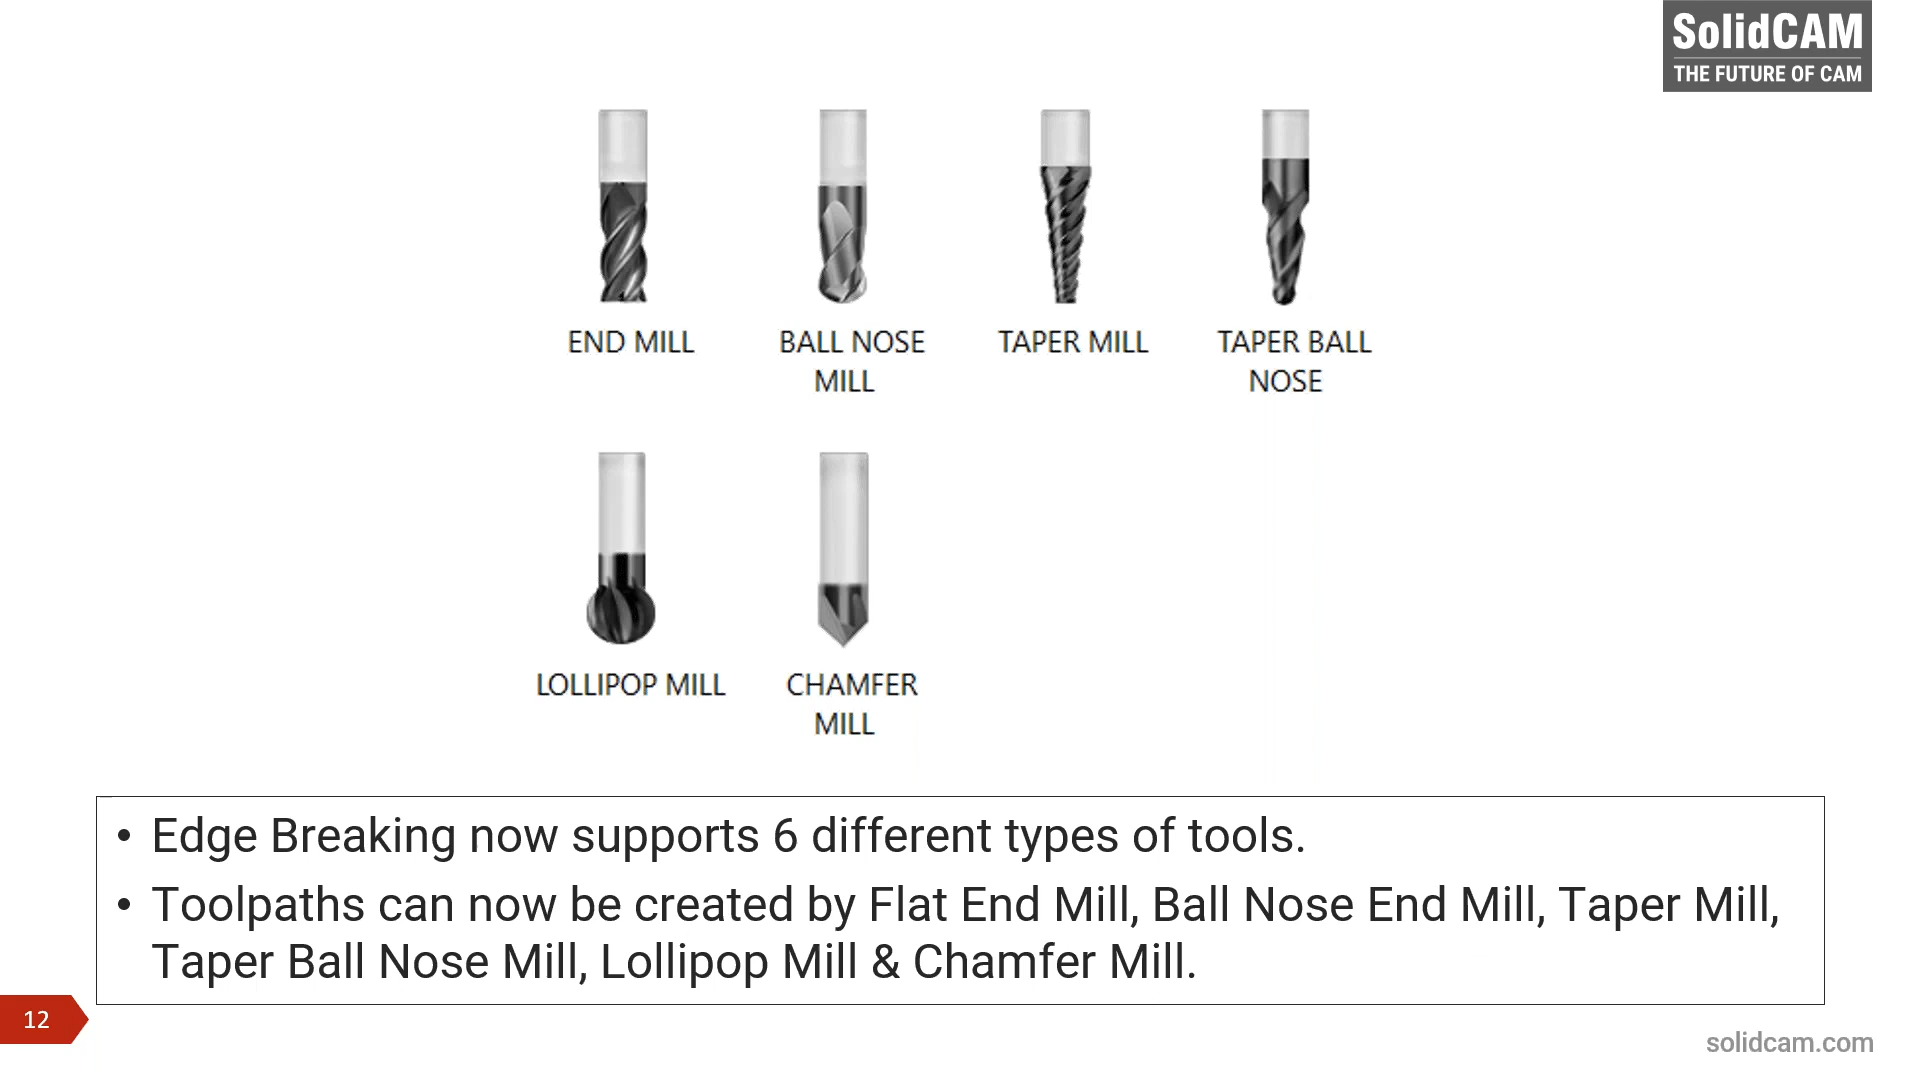 SolidCAM
THE FUTURE OF CAM
END MILL
BALL NOSE
MILL
TAPER MILL
TAPER BALL
NOSE
LOLLIPOP MILL
CHAMFER
MILL
• Edge Breaking now supports 6 different types of tools.
• Toolpaths can now be created by Flat End Mill, Ball Nose End Mill, Taper Mill,
Taper Ball Nose Mill, Lollipop Mill & Chamfer Mill.
12
solidcam.com